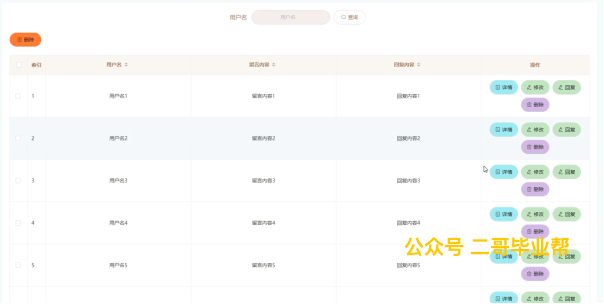 用户名 用户名 查询
删除
索引 用户名 留言内容 回复内容 操作
1 用户名1 留言内容1 回复内容1 详情 修改 回复
删除
2 用户名2 留言内容2 回复内容2 详情 修改 回复
删除
3 用户名3 留言内容3 回复内容3 详情 修改 回复
删除
4 用户名4 留言内容4 回复内容4 详情 修改 回复
删除
公众号 二哥毕业帮
5 用户名5 留言内容5 回复内容5 详情 修改 回复
删除
详情 修改 回复